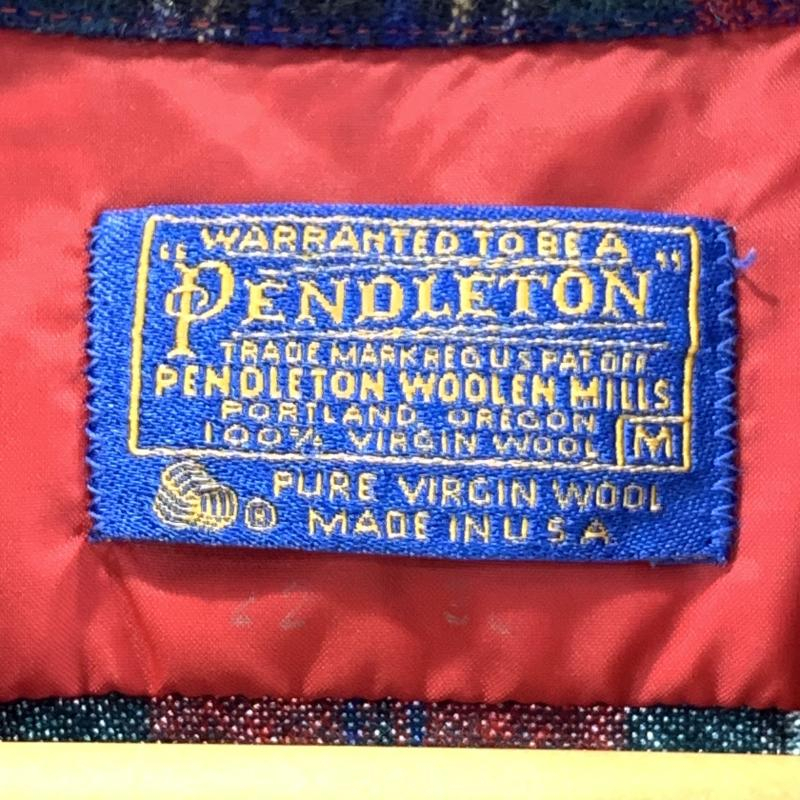 WARRANTED TO BE A
"PENDLETON"
TRADE MARK REG U S PAT OFF
PENDLETON WOOLEN MILLS
PORTLAND, OREGON
100% VIRGIN WOOL M
PURE VIRGIN WOOL
® MADE IN U S A